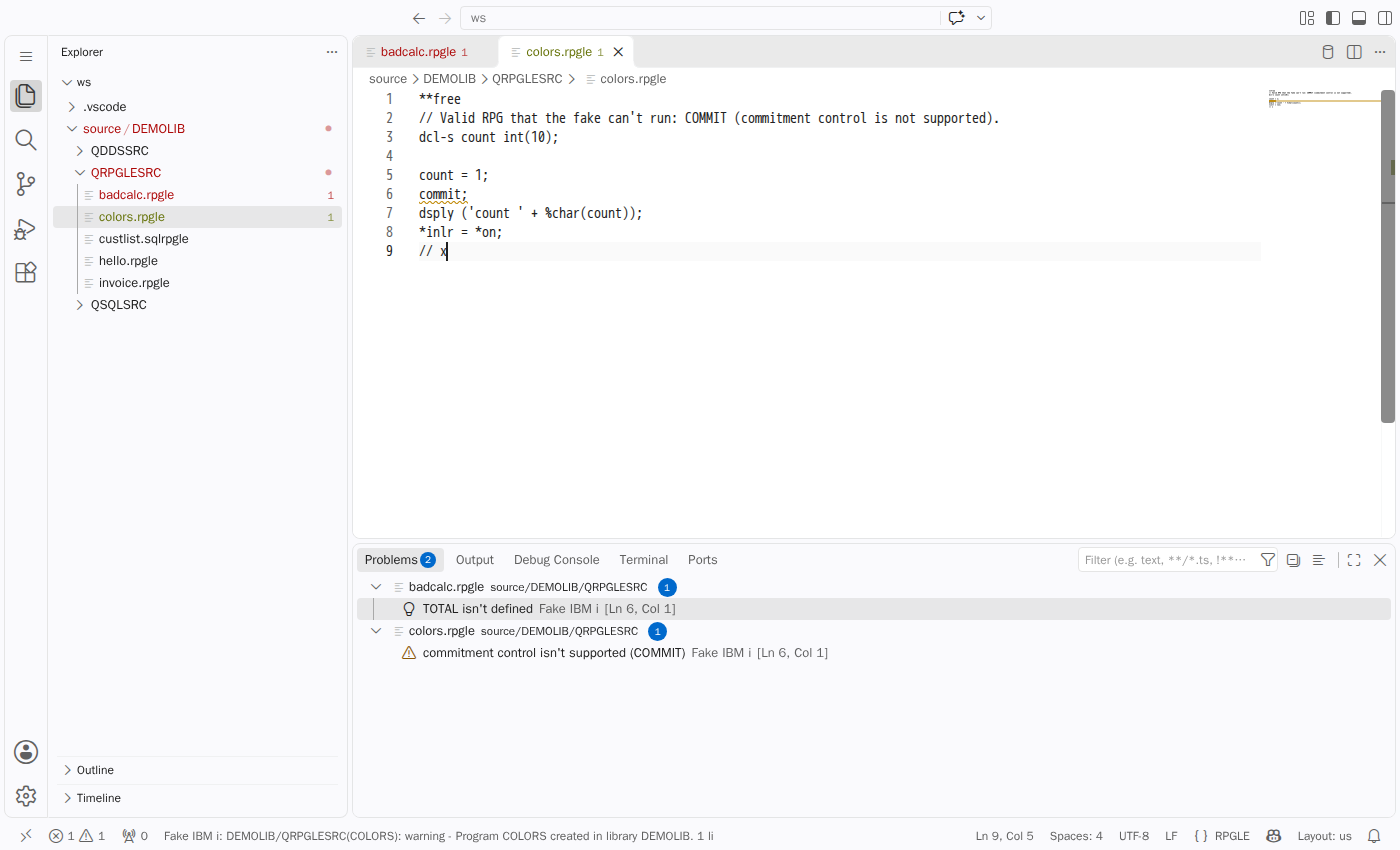 ws
Explorer
ws
.vscode
source / DEMOLIB
QDDSSRC
QRPGLESRC
badcalc.rpgle 1
colors.rpgle 1
custlist.sqlrpgle
hello.rpgle
invoice.rpgle
QSQLSRC
Outline
Timeline
badcalc.rpgle 1
colors.rpgle 1
source > DEMOLIB > QRPGLESRC > colors.rpgle
1 **free
2 // Valid RPG that the fake can't run: COMMIT (commitment control is not supported).
3 dcl-s count int(10);
4
5 count = 1;
6 commit;
7 dsply ('count ' + %char(count));
8 *inlr = *on;
9 // x
Problems 2 Output Debug Console Terminal Ports
Filter (e.g. text, **/*.ts, !**···
badcalc.rpgle source/DEMOLIB/QRPGLESRC 1
TOTAL isn't defined Fake IBM i [Ln 6, Col 1]
colors.rpgle source/DEMOLIB/QRPGLESRC 1
commitment control isn't supported (COMMIT) Fake IBM i [Ln 6, Col 1]
1 1 0 Fake IBM i: DEMOLIB/QRPGLESRC(COLORS): warning - Program COLORS created in library DEMOLIB. 1 li
Ln 9, Col 5 Spaces: 4 UTF-8 LF { } RPGLE Layout: us